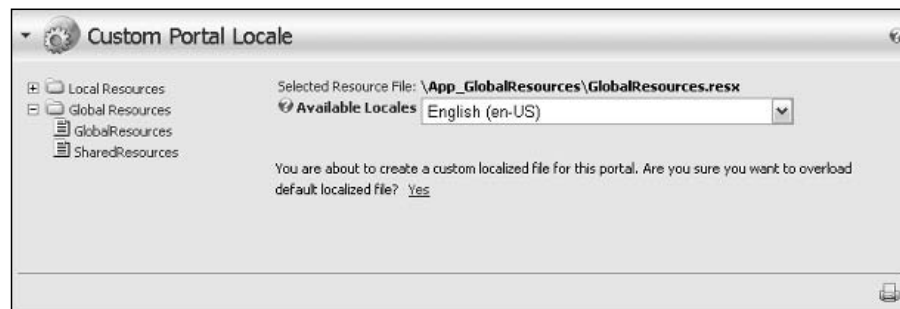 Custom Portal Locale
Local Resources
Global Resources
GlobalResources
SharedResources
Selected Resource File: \App_GlobalResources\GlobalResources.resx
Available Locales English (en-US)
You are about to create a custom localized file for this portal. Are you sure you want to overload
default localized file? Yes